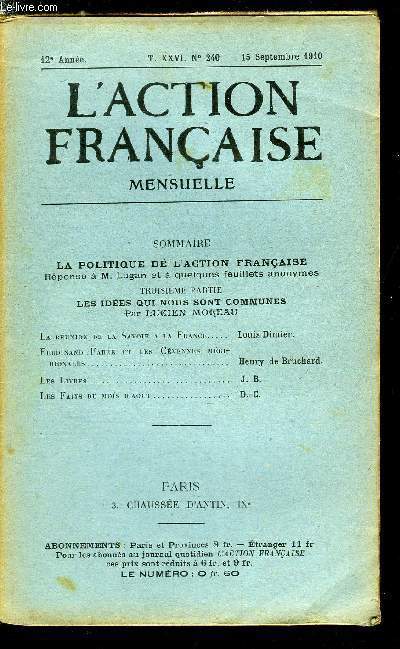 12e Année. T. XXVI. N° 240 15 Septembre 1910
L'ACTION
FRANÇAISE
MENSUELLE
SOMMAIRE
LA POLITIQUE DE L'ACTION FRANÇAISE
Réponse à M. Lugan et à quelques feuillets anonymes
TROISIEME PARTIE
LES IDÉES QUI NOUS SONT COMMUNES
Par LUCIEN MOREAU
LA RÉUNION DE LA SAVOIE A LA FRANCE..... Louis Dimier.
FERDINAND FABRE ET LES CÉVENNES MÉRI-
DIONALES ........ Henry de Bruchard.
LES LIVRES ........ J. B.
LES FAITS DU MOIS D'AOUT ........ D.-C.
PARIS
3, CHAUSSÉE D'ANTIN, IXe
ABONNEMENTS : Paris et Provinces 9 fr. — Étranger 11 fr
Pour les abonnés au journal quotidien L'ACTION FRANÇAISE
ces prix sont réduits à 6 fr. et 9 fr.
LE NUMÉRO : 0 fr. 60